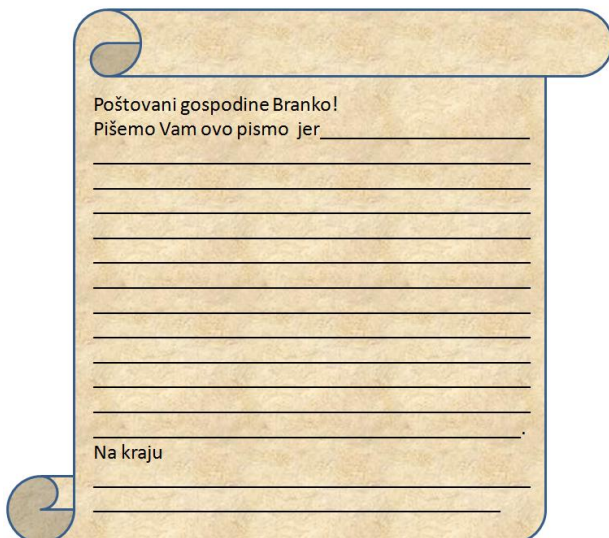 Poštovani gospodine Branko!
Pišemo Vam ovo pismo  jer
.
Na kraju